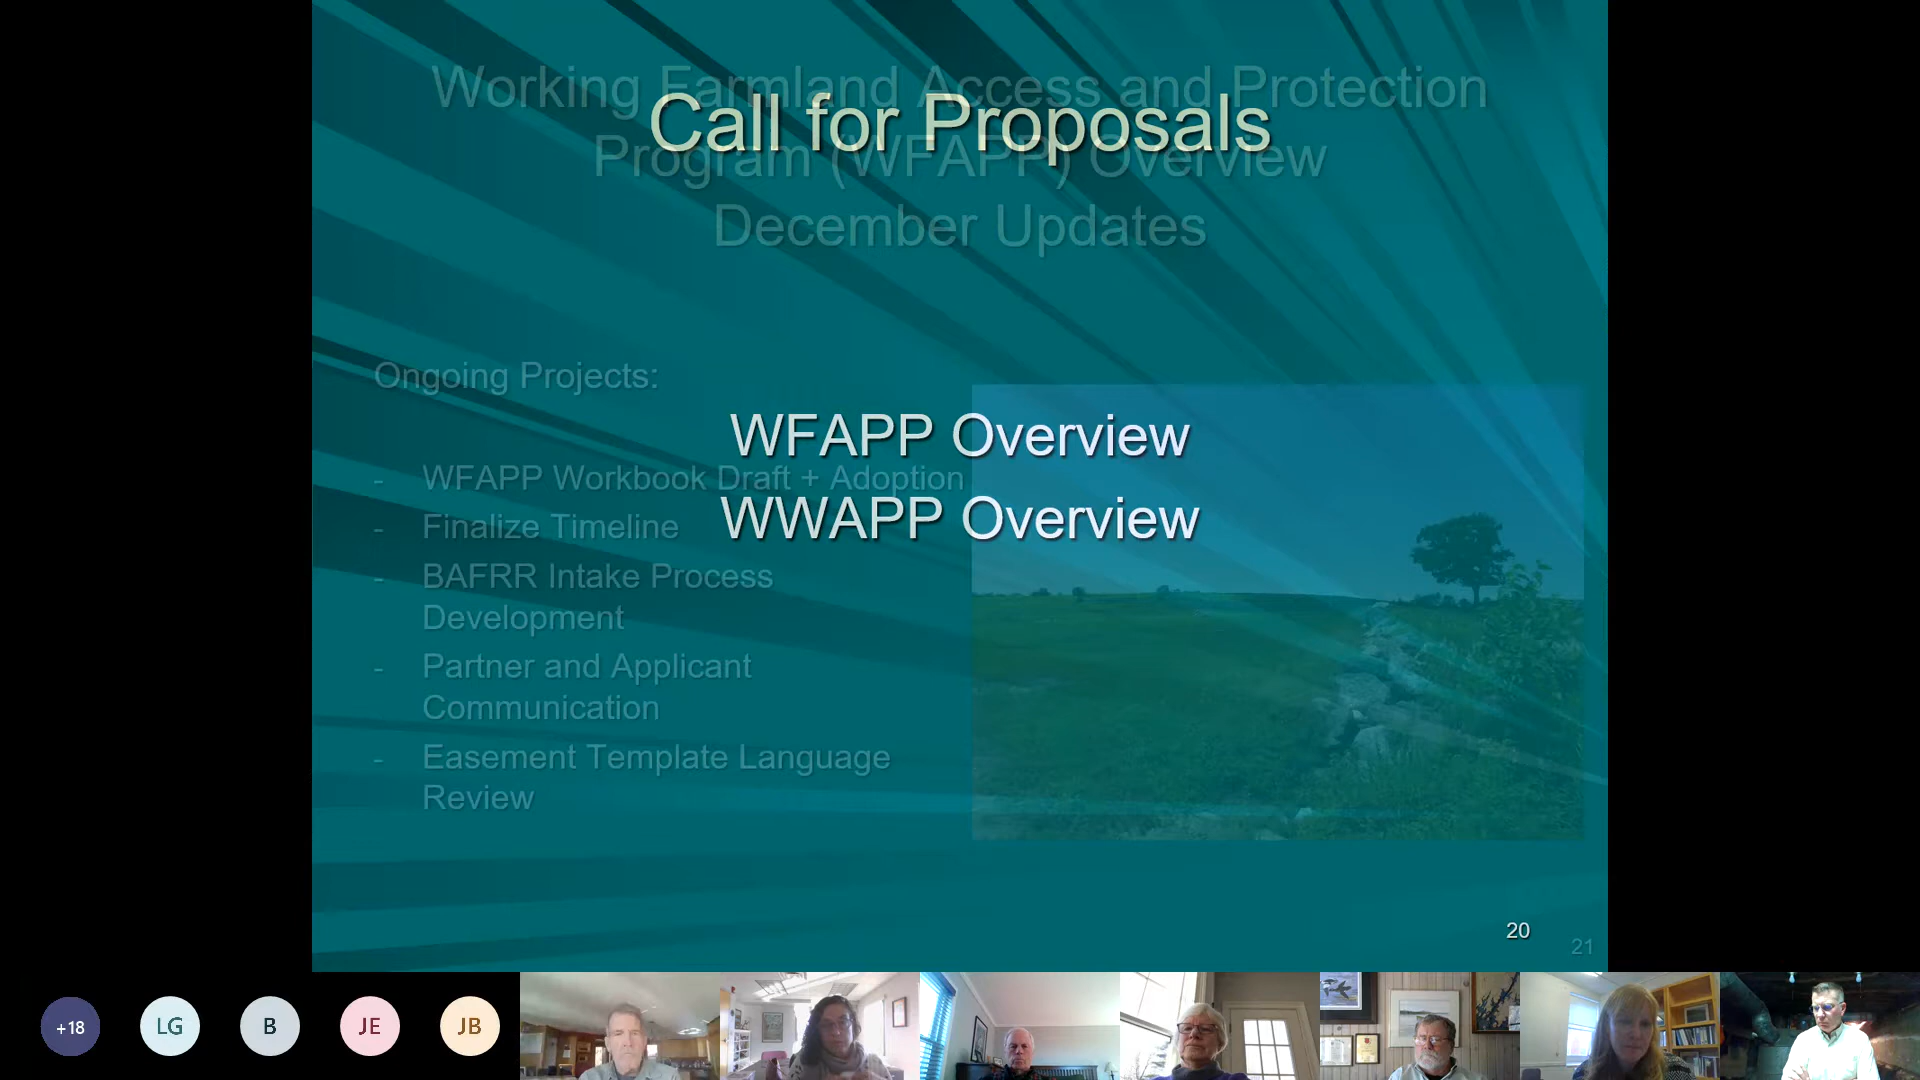 Working Farmland Access and Protection
Call for Proposals
Program (WFAPP) Overview
December Updates
Ongoing Projects:
WFAPP Overview
- WFAPP Workbook Draft + Adoption
WWAPP Overview
- Finalize Timeline
- BAFRR Intake Process
Development
- Partner and Applicant
Communication
- Easement Template Language
Review
20
21
+18
LG
B
JE
JB